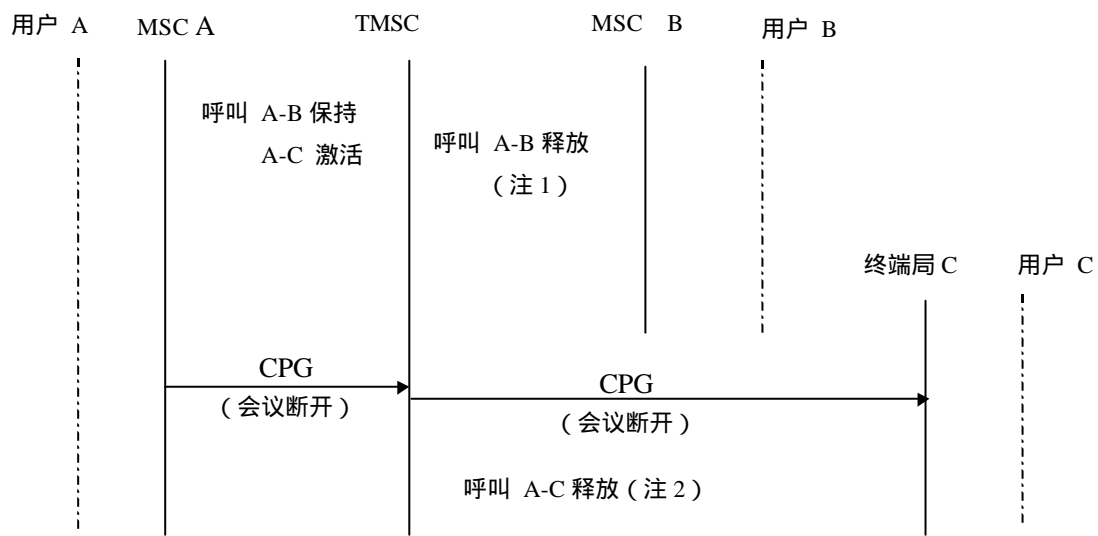 用户 A MSC A TMSC MSC B 用户 B
呼叫 A-B 保持
A-C 激活
呼叫 A-B 释放
（注 1）
终端局 C 用户 C
CPG
（会议断开）
CPG
（会议断开）
呼叫 A-C 释放（注 2）